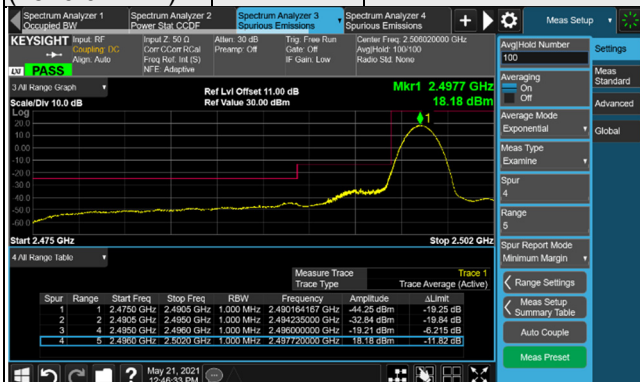 Spectrum Analyzer 1
Occupied BW
Spectrum Analyzer 2
Power Stat CCDF
Spectrum Analyzer 3
Spurious Emissions
Spectrum Analyzer 4
Spurious Emissions
Meas Setup
KEYSIGHT
Input: RF
Coupling: DC
Align: Auto
Input Z: 50 Ω
Corr CCorr RCal
Freq Ref: Int (S)
NFE: Adaptive
Atten: 30 dB
Preamp: Off
Trig: Free Run
Gate: Off
IF Gain: Low
Center Freq: 2.506020000 GHz
Avg|Hold: 100/100
Radio Std: None
LXI PASS
3 All Range Graph
Scale/Div 10.0 dB
Ref Lvl Offset 11.00 dB
Ref Value 30.00 dBm
Mkr1 2.4977 GHz
18.18 dBm
Log
20.0
10.0
0.00
-10.0
-20.0
-30.0
-40.0
-50.0
-60.0
1
Start 2.475 GHz
Stop 2.502 GHz
4 All Range Table
Measure Trace Trace 1
Trace Type Trace Average (Active)
Spur Range Start Freq Stop Freq RBW Frequency Amplitude ΔLimit
1 1 2.4750 GHz 2.4905 GHz 1.000 MHz 2.490164167 GHz -44.25 dBm -19.25 dB
2 2 2.4905 GHz 2.4950 GHz 1.000 MHz 2.494235000 GHz -32.84 dBm -19.84 dB
3 4 2.4950 GHz 2.4960 GHz 1.000 MHz 2.496000000 GHz -19.21 dBm -6.215 dB
4 5 2.4960 GHz 2.5020 GHz 1.000 MHz 2.497720000 GHz 18.18 dBm -11.82 dB
May 21, 2021
12:46:33 PM
Avg|Hold Number
100
Averaging
On
Off
Average Mode
Exponential
Meas Type
Examine
Spur
4
Range
5
Spur Report Mode
Minimum Margin
Range Settings
Meas Setup
Summary Table
Auto Couple
Meas Preset
Settings
Meas
Standard
Advanced
Global